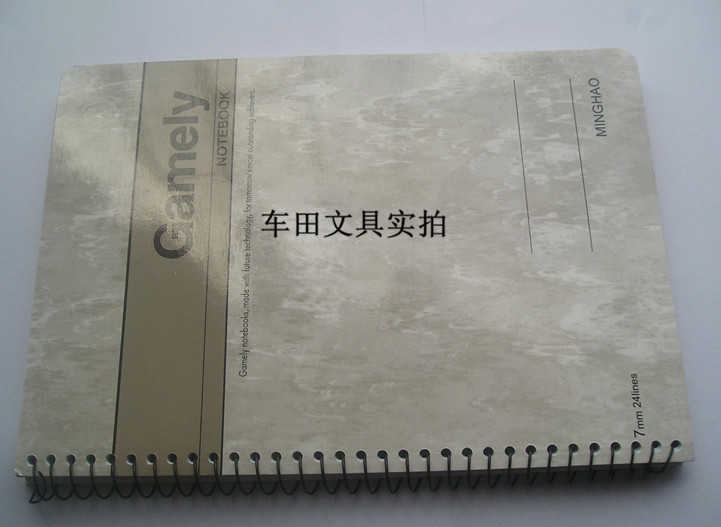 Gamely
NOTEBOOK
Gamely notebooks, made with future technology, for tomorrow's most outstanding achievers.
车田文具实拍
MINGHAO
7mm 24lines